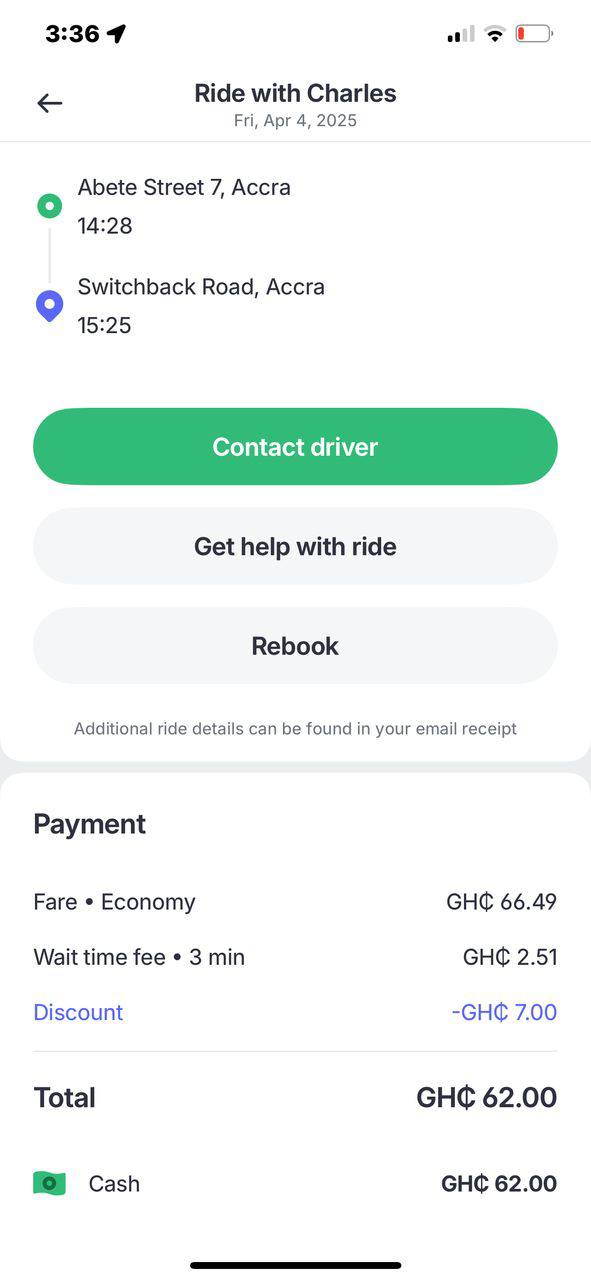 3:36
Ride with Charles
Fri, Apr 4, 2025
Abete Street 7, Accra
14:28
Switchback Road, Accra
15:25
Contact driver
Get help with ride
Rebook
Additional ride details can be found in your email receipt
Payment
Fare • Economy GH₵ 66.49
Wait time fee • 3 min GH₵ 2.51
Discount -GH₵ 7.00
Total GH₵ 62.00
Cash GH₵ 62.00